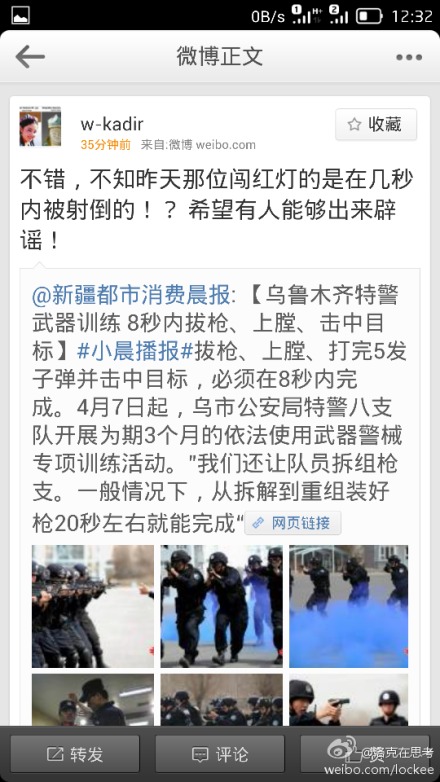 0B/s 1 H+ 2 12:32
微博正文
w-kadir
收藏
35分钟前 来自:微博 weibo.com
不错，不知昨天那位闯红灯的是在几秒
内被射倒的！？ 希望有人能够出来辟
谣！
@新疆都市消费晨报:【乌鲁木齐特警
武器训练 8秒内拔枪、上膛、击中目
标】#小晨播报#拔枪、上膛、打完5发
子弹并击中目标，必须在8秒内完
成。4月7日起，乌市公安局特警八支
队开展为期3个月的依法使用武器警械
专项训练活动。"我们还让队员拆组枪
支。一般情况下，从拆解到重组装好
枪20秒左右就能完成“ 网页链接
转发 评论 赞
@骆克在思考
weibo.com/lockee